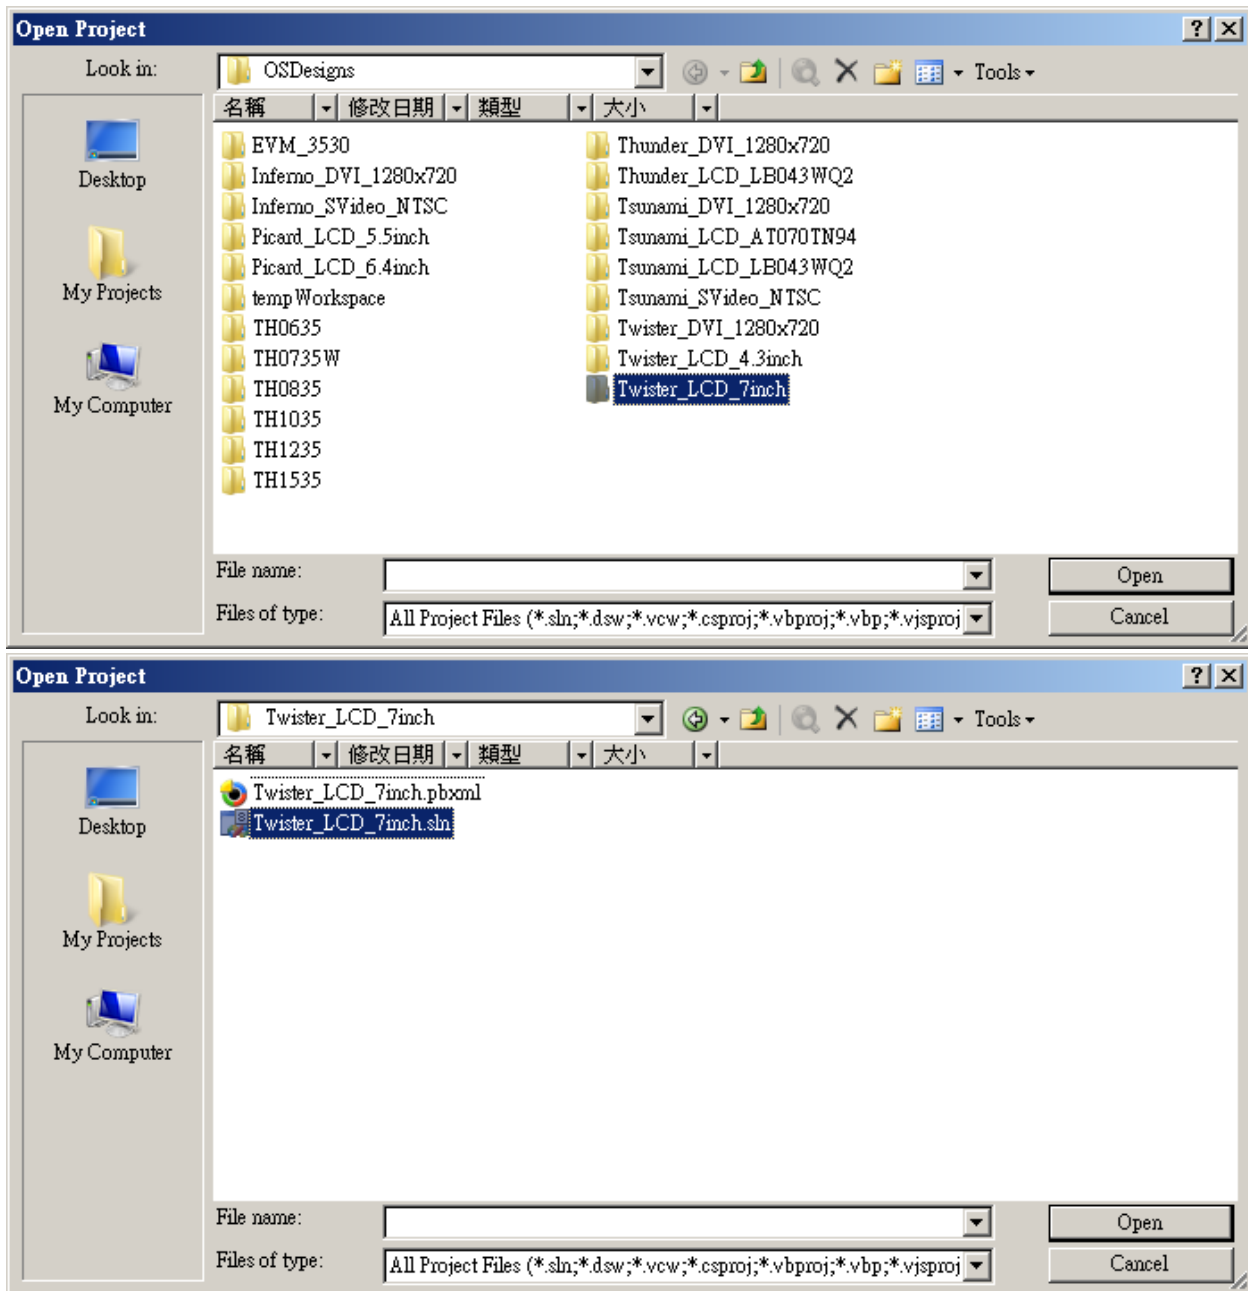 Open Project
Look in: OSDesigns Tools
名稱 修改日期 類型 大小
EVM_3530
Inferno_DVI_1280x720
Inferno_SVideo_NTSC
Picard_LCD_5.5inch
Picard_LCD_6.4inch
tempWorkspace
TH0635
TH0735W
TH0835
TH1035
TH1235
TH1535
Thunder_DVI_1280x720
Thunder_LCD_LB043WQ2
Tsunami_DVI_1280x720
Tsunami_LCD_AT070TN94
Tsunami_LCD_LB043WQ2
Tsunami_SVideo_NTSC
Twister_DVI_1280x720
Twister_LCD_4.3inch
Twister_LCD_7inch
Desktop
My Projects
My Computer
File name: Open
Files of type: All Project Files (*.sln;*.dsw;*.vcw;*.csproj;*.vbproj;*.vbp;*.vjsproj Cancel
Open Project
Look in: Twister_LCD_7inch Tools
名稱 修改日期 類型 大小
Twister_LCD_7inch.pbxml
Twister_LCD_7inch.sln
Desktop
My Projects
My Computer
File name: Open
Files of type: All Project Files (*.sln;*.dsw;*.vcw;*.csproj;*.vbproj;*.vbp;*.vjsproj Cancel